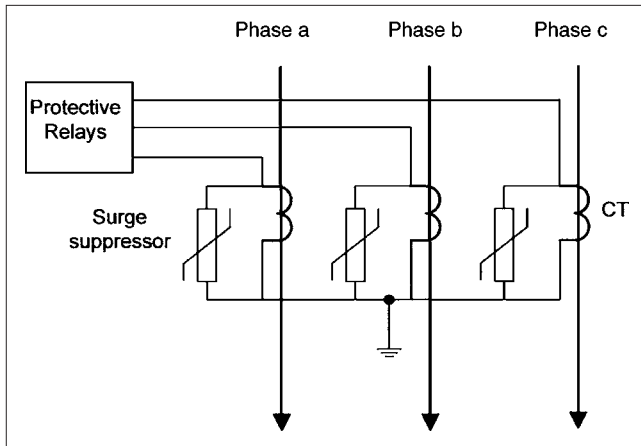 Phase a
Phase b
Phase c
Protective
Relays
Surge
suppressor
CT